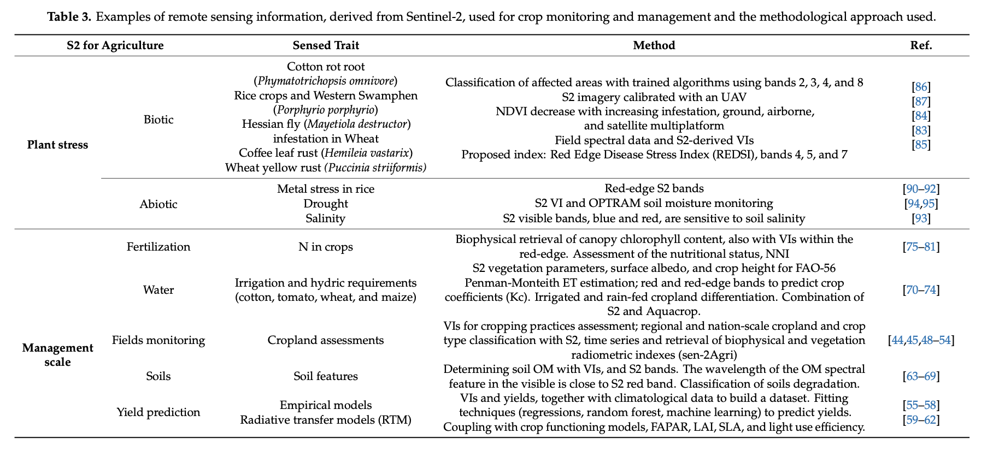 Table 3. Examples of remote sensing information, derived from Sentinel-2, used for crop monitoring and management and the methodological approach used.
S2 for Agriculture Sensed Trait Method Ref.
Plant stress
Biotic
Cotton rot root
(Phymatotrichopsis omnivore)
Rice crops and Western Swamphen
(Porphyrio porphyrio)
Hessian fly (Mayetiola destructor)
infestation in Wheat
Coffee leaf rust (Hemileia vastarix)
Wheat yellow rust (Puccinia striiformis)
Classification of affected areas with trained algorithms using bands 2, 3, 4, and 8
S2 imagery calibrated with an UAV
NDVI decrease with increasing infestation, ground, airborne,
and satellite multiplatform
Field spectral data and S2-derived VIs
Proposed index: Red Edge Disease Stress Index (REDSI), bands 4, 5, and 7
[86]
[87]
[84]
[83]
[85]
Abiotic
Metal stress in rice
Drought
Salinity
Red-edge S2 bands
S2 VI and OPTRAM soil moisture monitoring
S2 visible bands, blue and red, are sensitive to soil salinity
[90–92]
[94,95]
[93]
Management
scale
Fertilization
N in crops
Biophysical retrieval of canopy chlorophyll content, also with VIs within the
red-edge. Assessment of the nutritional status, NNI
[75–81]
Water
Irrigation and hydric requirements
(cotton, tomato, wheat, and maize)
S2 vegetation parameters, surface albedo, and crop height for FAO-56
Penman-Monteith ET estimation; red and red-edge bands to predict crop
coefficients (Kc). Irrigated and rain-fed cropland differentiation. Combination of
S2 and Aquacrop.
[70–74]
Fields monitoring
Cropland assessments
VIs for cropping practices assessment; regional and nation-scale cropland and crop
type classification with S2, time series and retrieval of biophysical and vegetation
radiometric indexes (sen-2Agri)
[44,45,48–54]
Soils
Soil features
Determining soil OM with VIs, and S2 bands. The wavelength of the OM spectral
feature in the visible is close to S2 red band. Classification of soils degradation.
[63–69]
Yield prediction
Empirical models
Radiative transfer models (RTM)
VIs and yields, together with climatological data to build a dataset. Fitting
techniques (regressions, random forest, machine learning) to predict yields.
Coupling with crop functioning models, FAPAR, LAI, SLA, and light use efficiency.
[55–58]
[59–62]